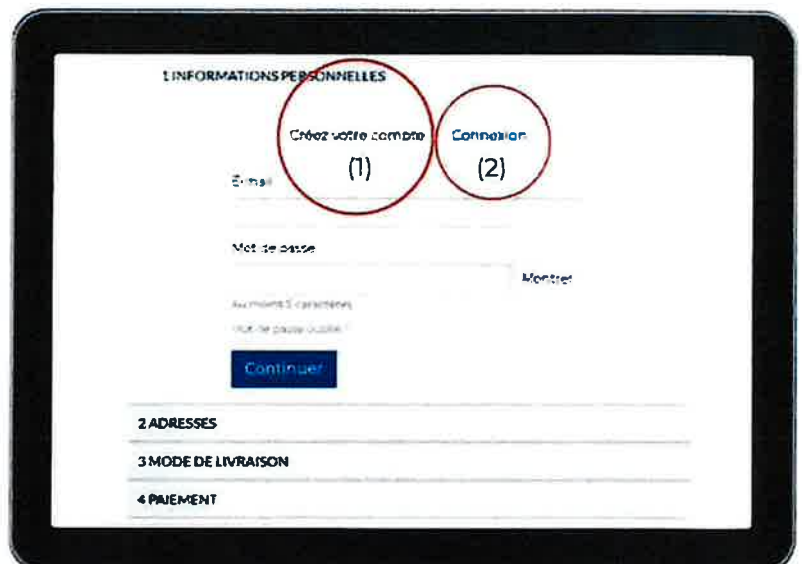 1 INFORMATIONS PERSONNELLES
Créez votre compte Connexion
(1) (2)
E-mail
Mot de passe
Montrer
Au moins 5 caractères
Mot de passe oublié ?
Continuer
2 ADRESSES
3 MODE DE LIVRAISON
4 PAIEMENT